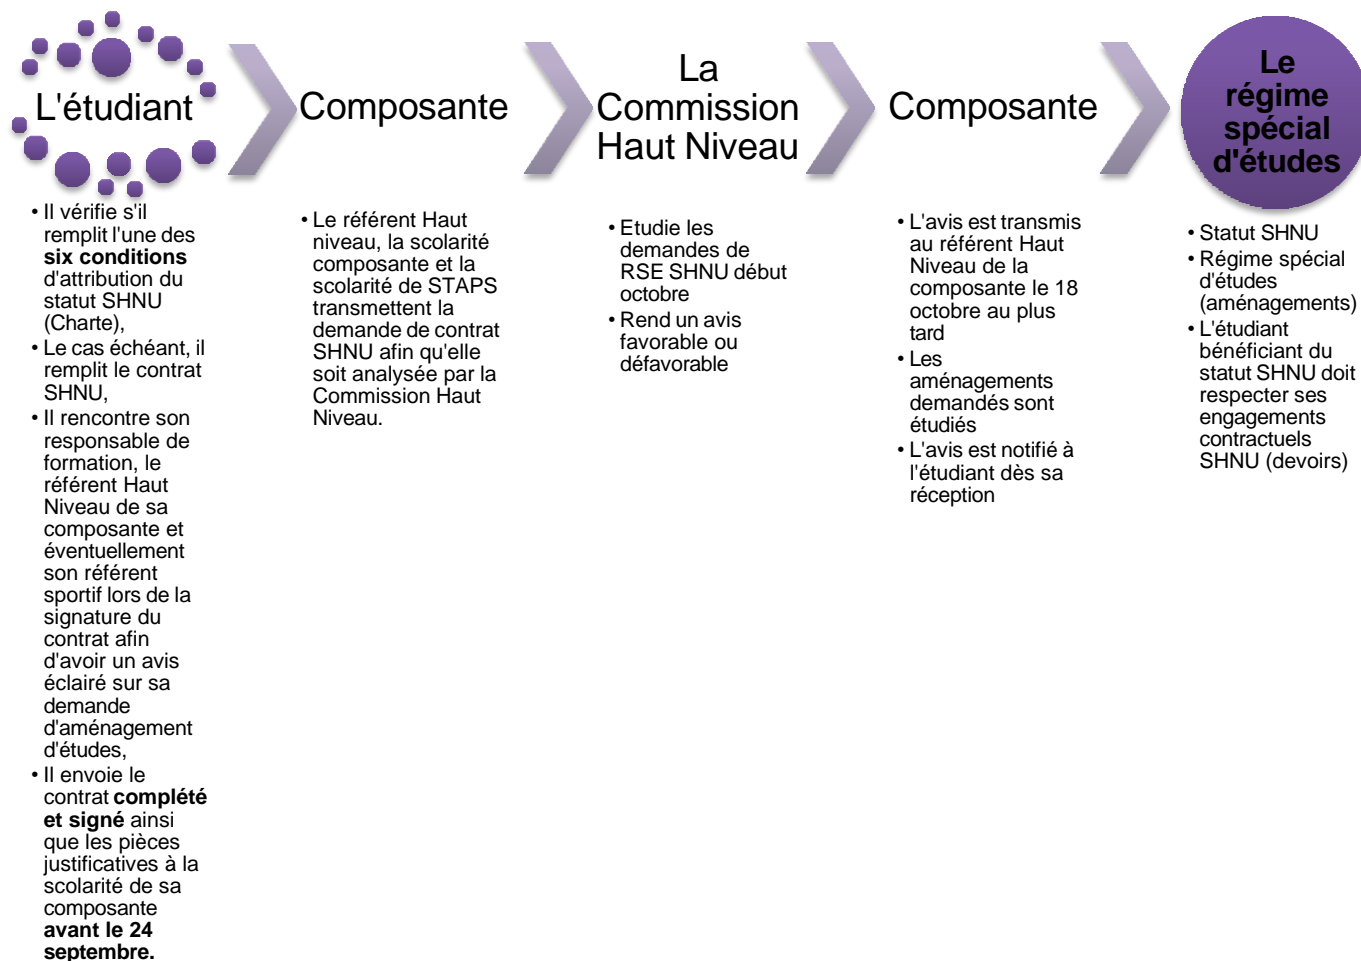 L'étudiant
• Il vérifie s'il
remplit l'une des
six conditions
d'attribution du
statut SHNU
(Charte),
• Le cas échéant, il
remplit le contrat
SHNU,
• Il rencontre son
responsable de
formation, le
référent Haut
Niveau de sa
composante et
éventuellement
son référent
sportif lors de la
signature du
contrat afin
d'avoir un avis
éclairé sur sa
demande
d'aménagement
d'études,
• Il envoie le
contrat complété
et signé ainsi
que les pièces
justificatives à la
scolarité de sa
composante
avant le 24
septembre.
Composante
• Le référent Haut
niveau, la scolarité
composante et la
scolarité de STAPS
transmettent la
demande de contrat
SHNU afin qu'elle
soit analysée par la
Commission Haut
Niveau.
La
Commission
Haut Niveau
• Etudie les
demandes de
RSE SHNU début
octobre
• Rend un avis
favorable ou
défavorable
Composante
• L'avis est transmis
au référent Haut
Niveau de la
composante le 18
octobre au plus
tard
• Les
aménagements
demandés sont
étudiés
• L'avis est notifié à
l'étudiant dès sa
réception
Le
régime
spécial
d'études
• Statut SHNU
• Régime spécial
d'études
(aménagements)
• L'étudiant
bénéficiant du
statut SHNU doit
respecter ses
engagements
contractuels
SHNU (devoirs)